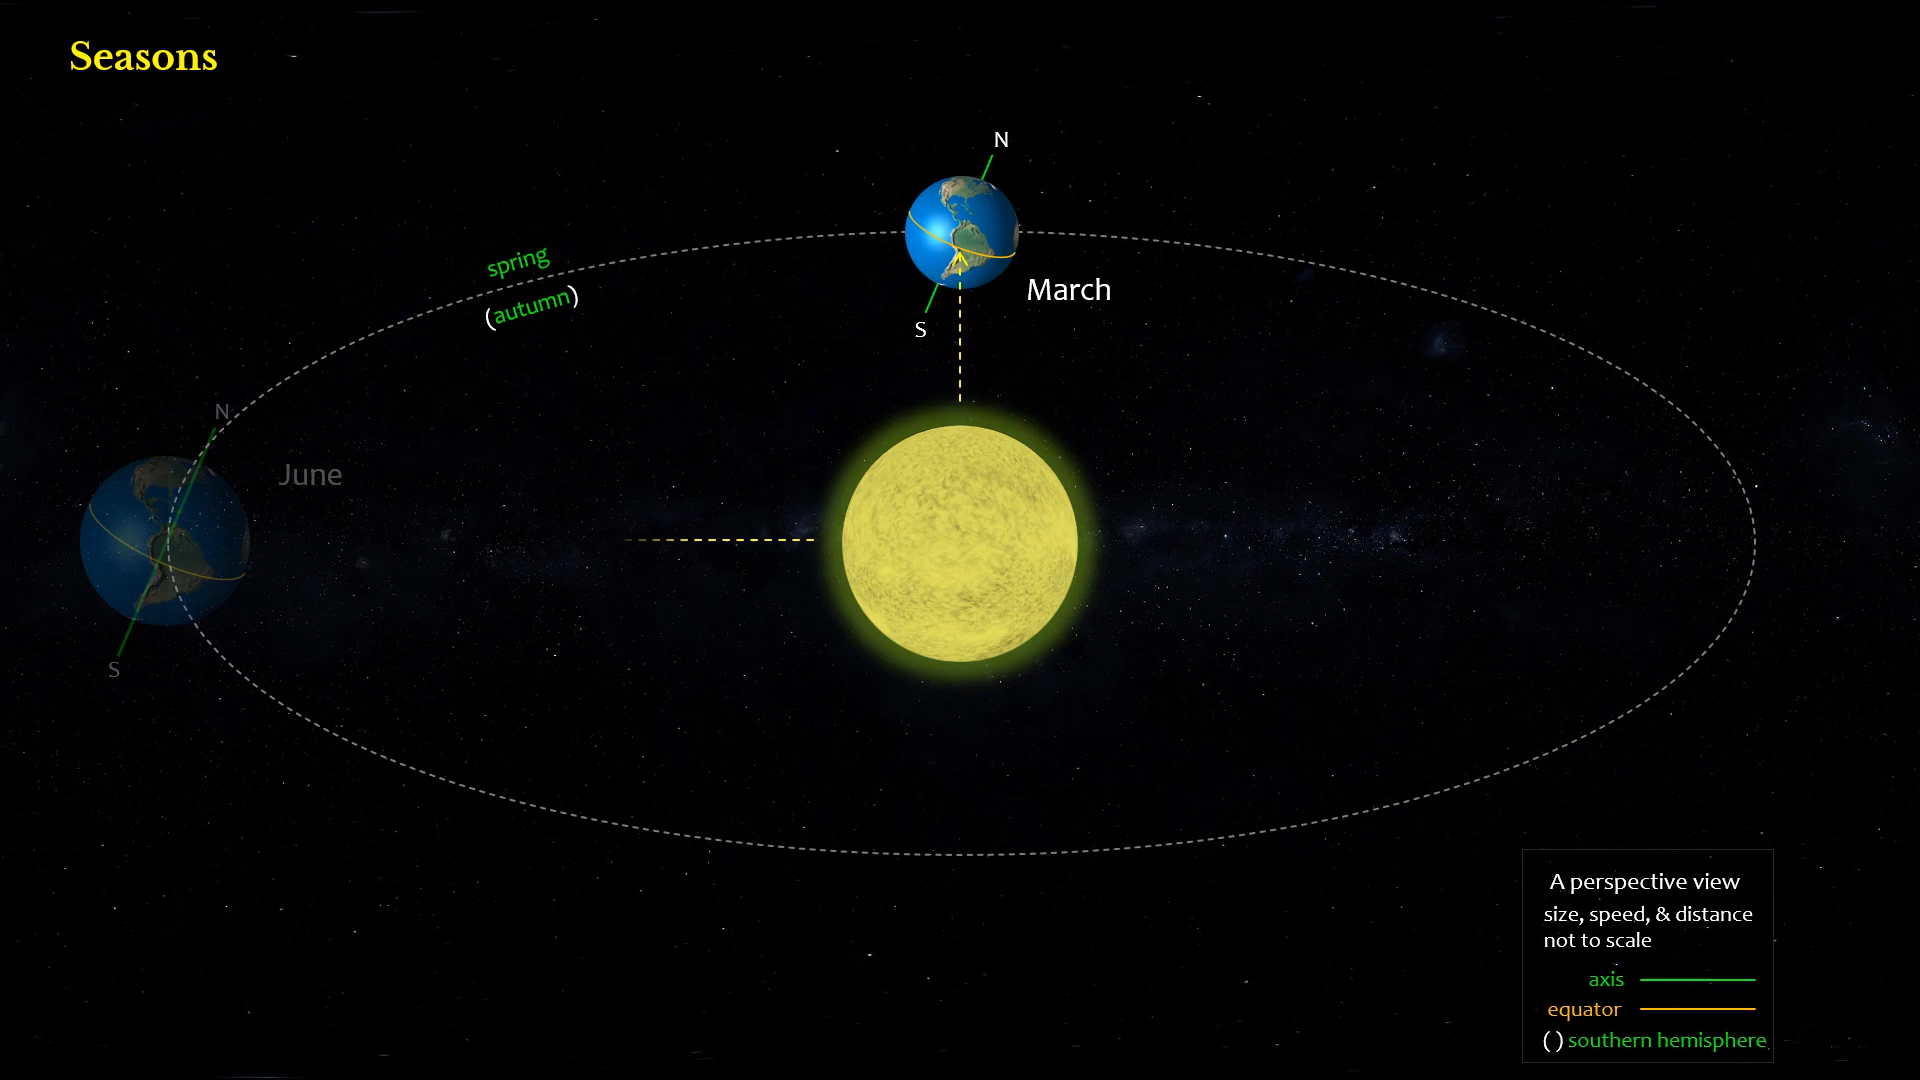 Seasons
N
S
March
spring
(autumn)
N
June
S
A perspective view
size, speed, & distance
not to scale
axis
equator
( ) southern hemisphere